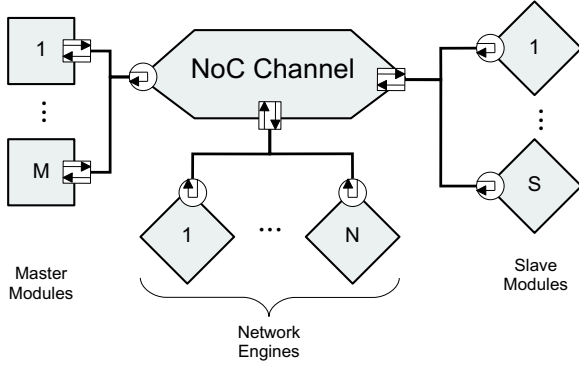 1
NoC Channel
1
...
...
M
1
...
N
S
Master
Modules
Slave
Modules
Network
Engines